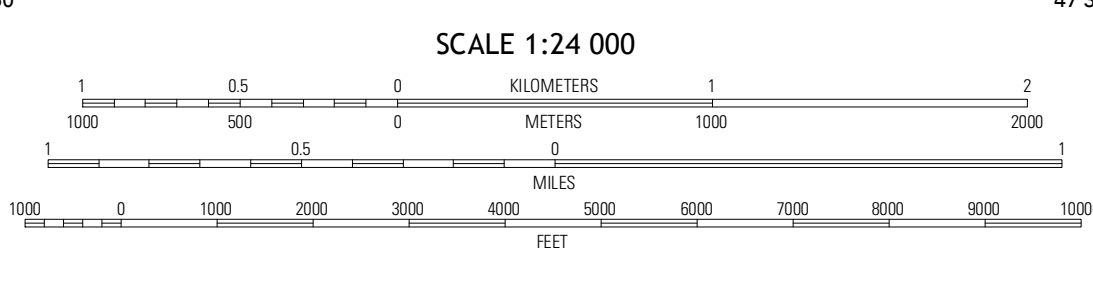 SCALE 1:24 000
1 0.5 0 KILOMETERS 1 2
1000 500 0 METERS 1000 2000
1 0.5 0 1
MILES
1000 0 1000 2000 3000 4000 5000 6000 7000 8000 9000 1000
FEET